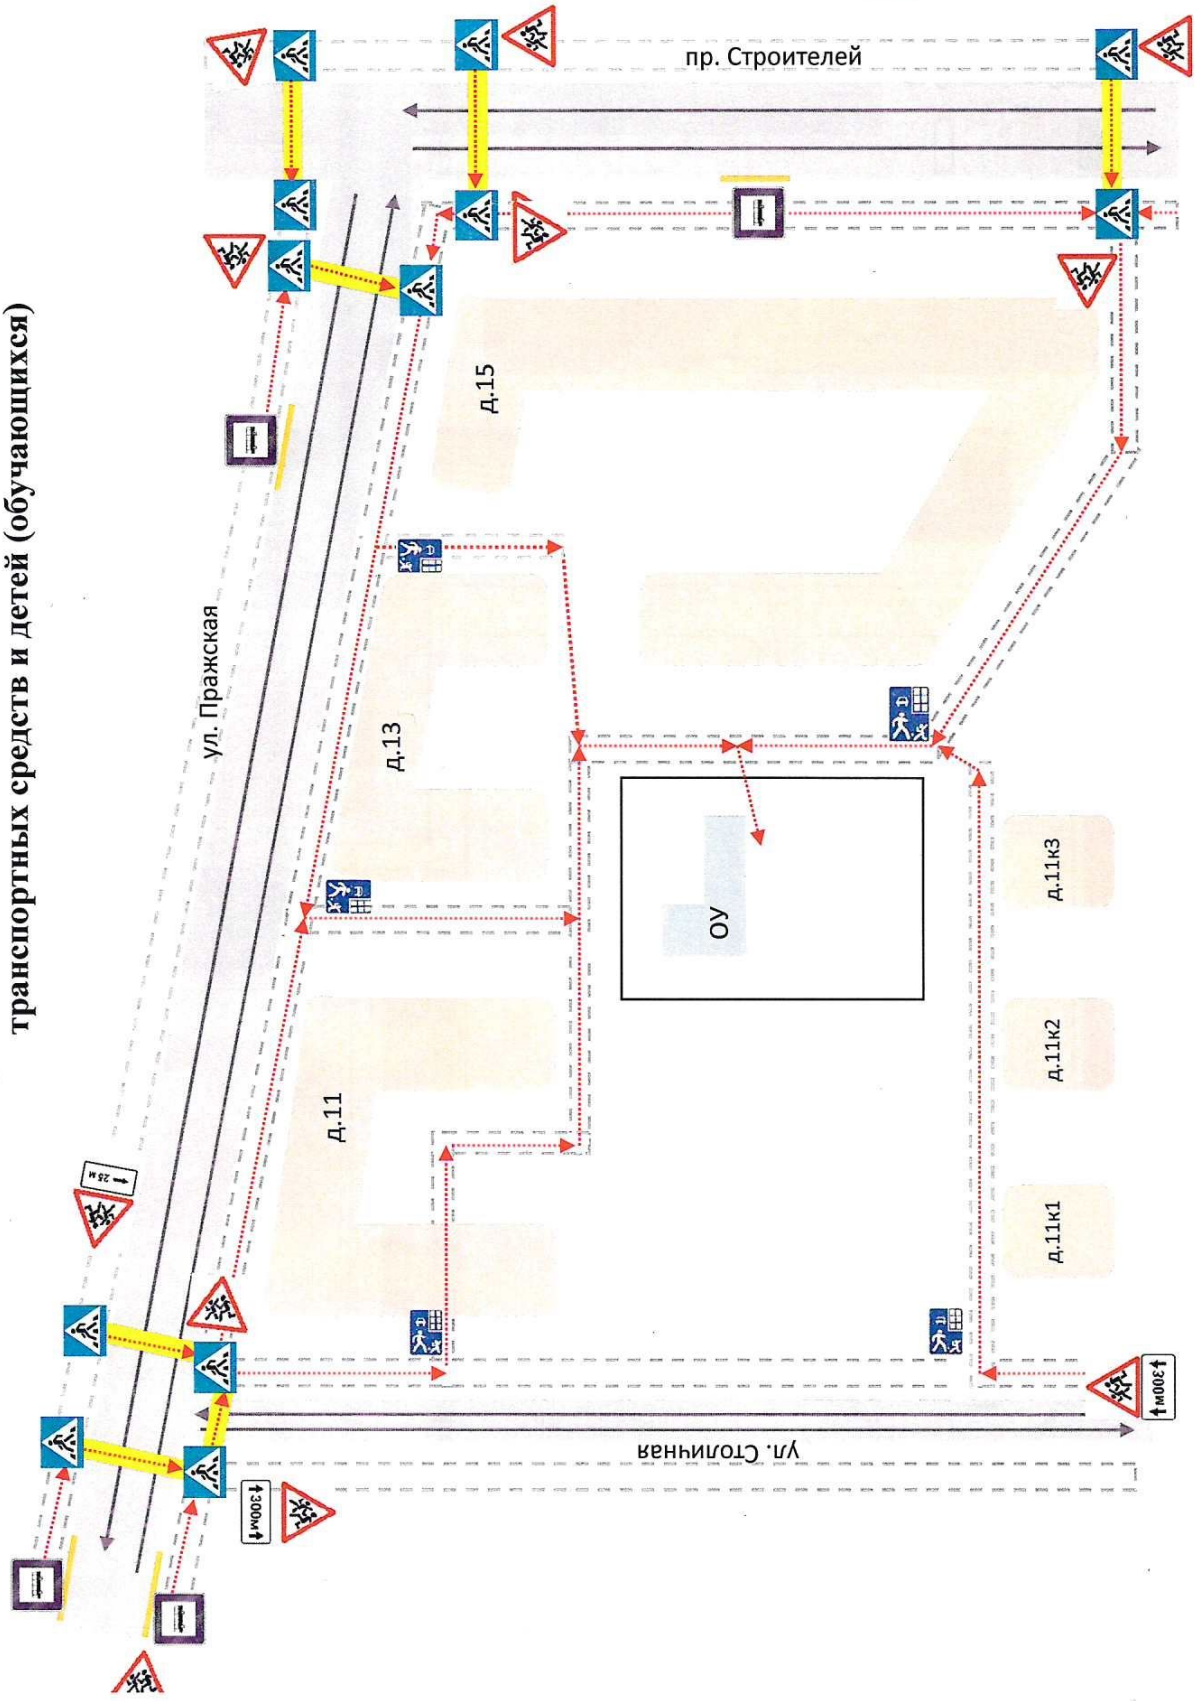 транспортных средств и детей (обучающихся)
пр. Строителей
ул. Пражская
д.15
д.13
д.11
ОУ
д.11к3
д.11к2
д.11к1
ул. Столичная
25 м
300м
300м